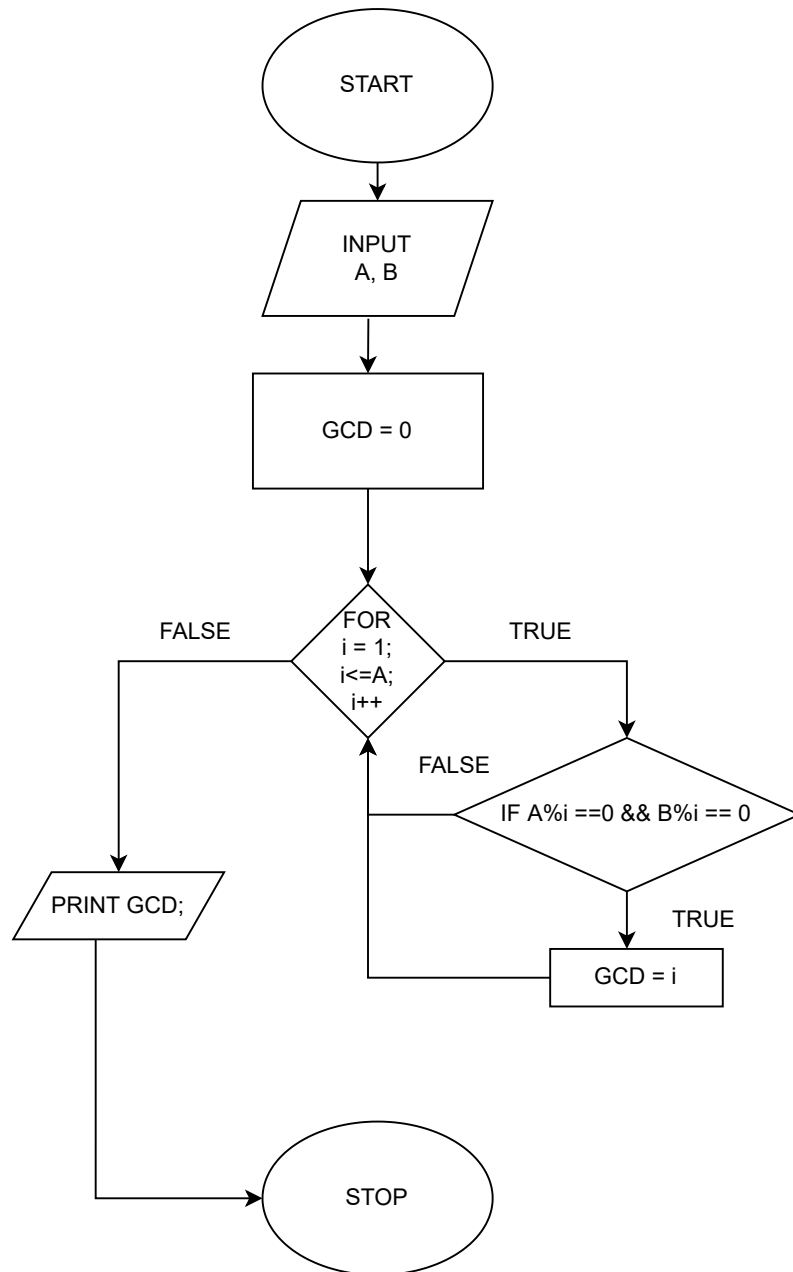 START
INPUT
A, B
GCD = 0
FALSE
FOR
i = 1;
i<=A;
i++
TRUE
FALSE
IF A%i ==0 && B%i == 0
TRUE
PRINT GCD;
GCD = i
STOP